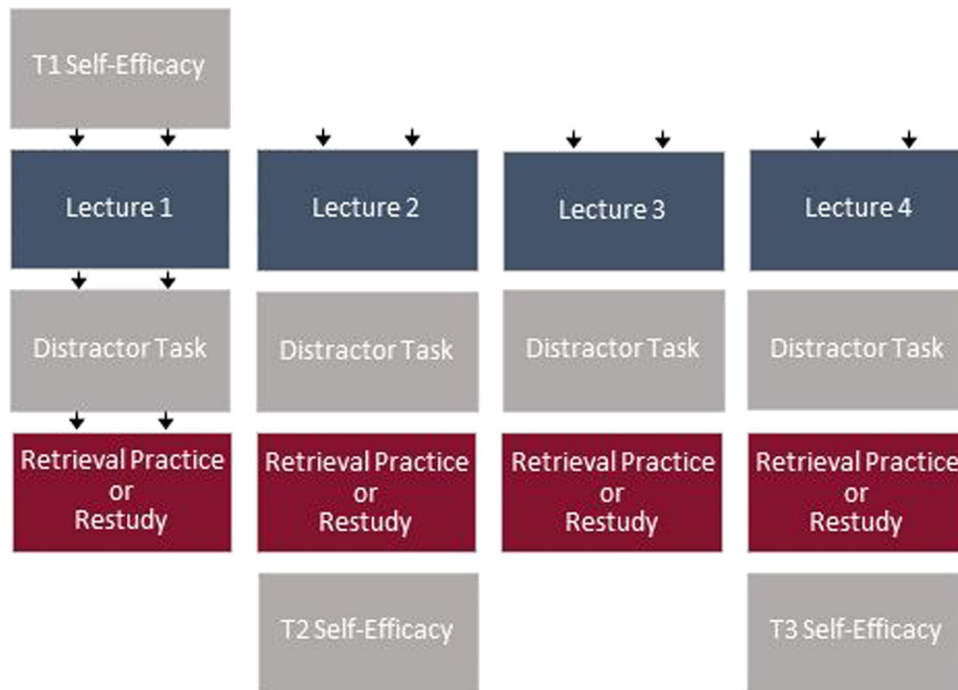 T1 Self-Efficacy
Lecture 1
Distractor Task
Retrieval Practice
or
Restudy
Lecture 2
Distractor Task
Retrieval Practice
or
Restudy
T2 Self-Efficacy
Lecture 3
Distractor Task
Retrieval Practice
or
Restudy
Lecture 4
Distractor Task
Retrieval Practice
or
Restudy
T3 Self-Efficacy